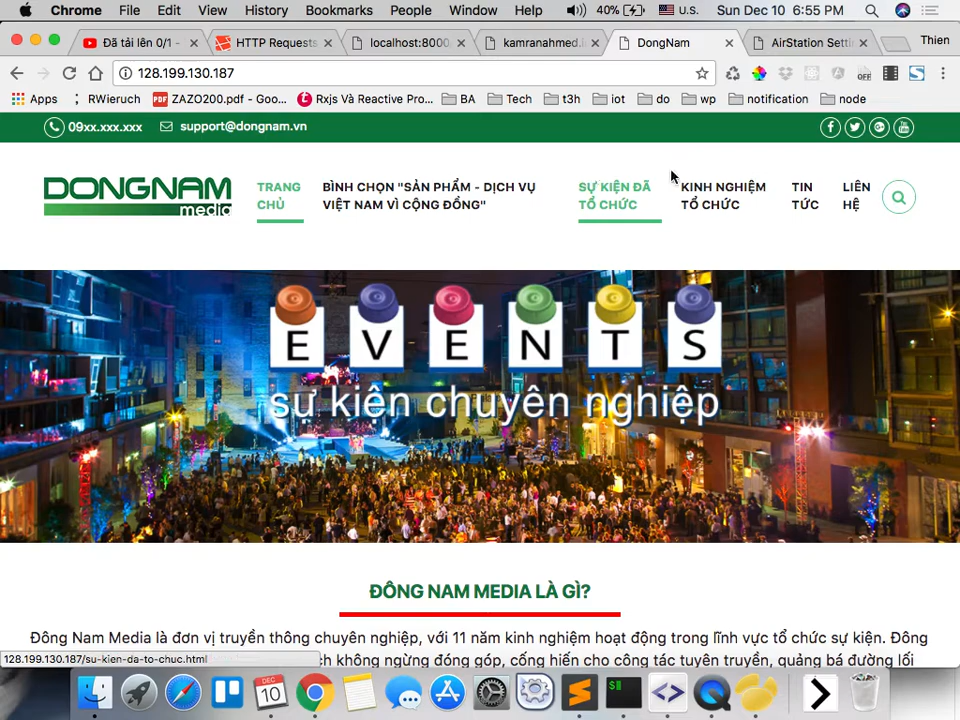 Chrome File Edit View History Bookmarks People Window Help 40% U.S. Sun Dec 10 6:55 PM
Đã tải lên 0/1 - HTTP Requests localhost:8000 kamranahmed. DongNam AirStation Setti Thien
128.199.130.187 OFF
Apps ; RWieruch PDF ZAZO200.pdf - Goo... Rxjs Và Reactive Pro... BA Tech t3h iot do wp notification node
09xx.xxx.xxx support@dongnam.vn
DONGNAM
media
TRANG
CHỦ
BÌNH CHỌN "SẢN PHẨM - DỊCH VỤ
VIỆT NAM VÌ CỘNG ĐỒNG"
SỰ KIỆN ĐÃ
TỔ CHỨC
KINH NGHIỆM
TỔ CHỨC
TIN
TỨC
LIÊN
HỆ
EVENTS
sự kiện chuyên nghiệp
ĐÔNG NAM MEDIA LÀ GÌ?
Đông Nam Media là đơn vị truyền thông chuyên nghiệp, với 11 năm kinh nghiệm hoạt động trong lĩnh vực tổ chức sự kiện. Đông
ch không ngừng đóng góp, cống hiến cho công tác tuyên truyền, quảng bá đường lối
128.199.130.187/su-kien-da-to-chuc.html
DEC
10